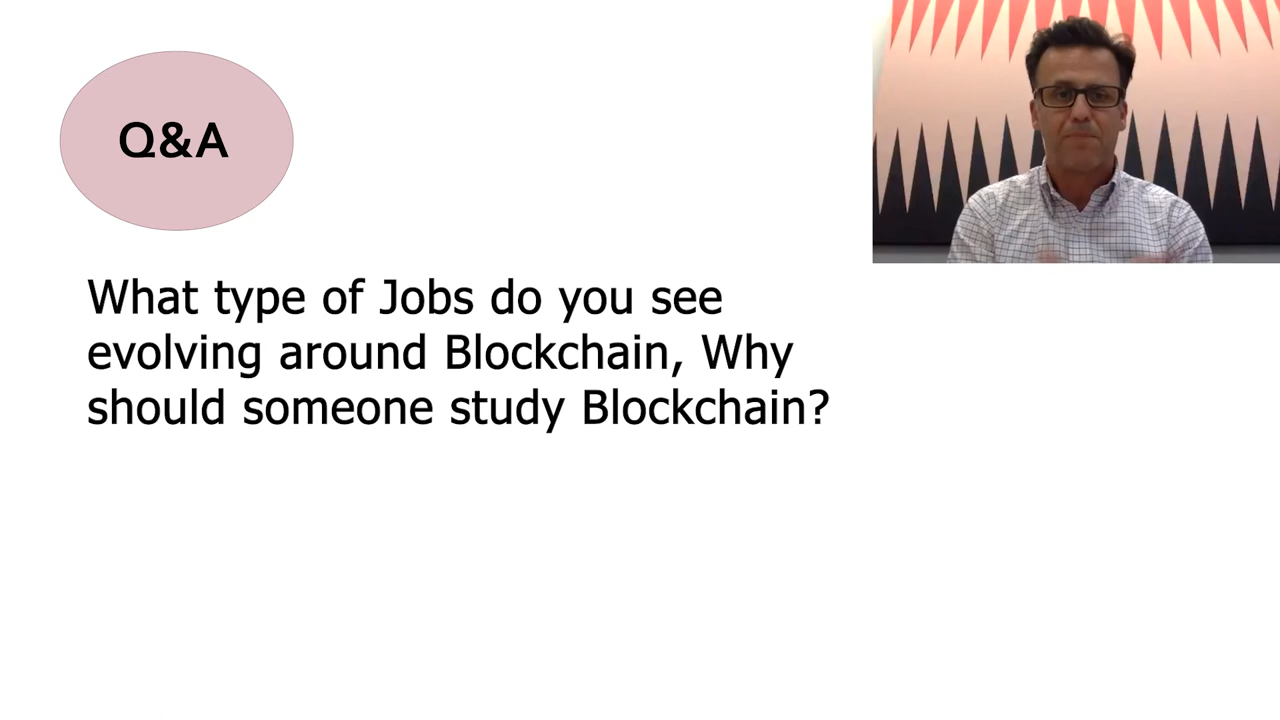 Q&A
What type of Jobs do you see
evolving around Blockchain, Why
should someone study Blockchain?